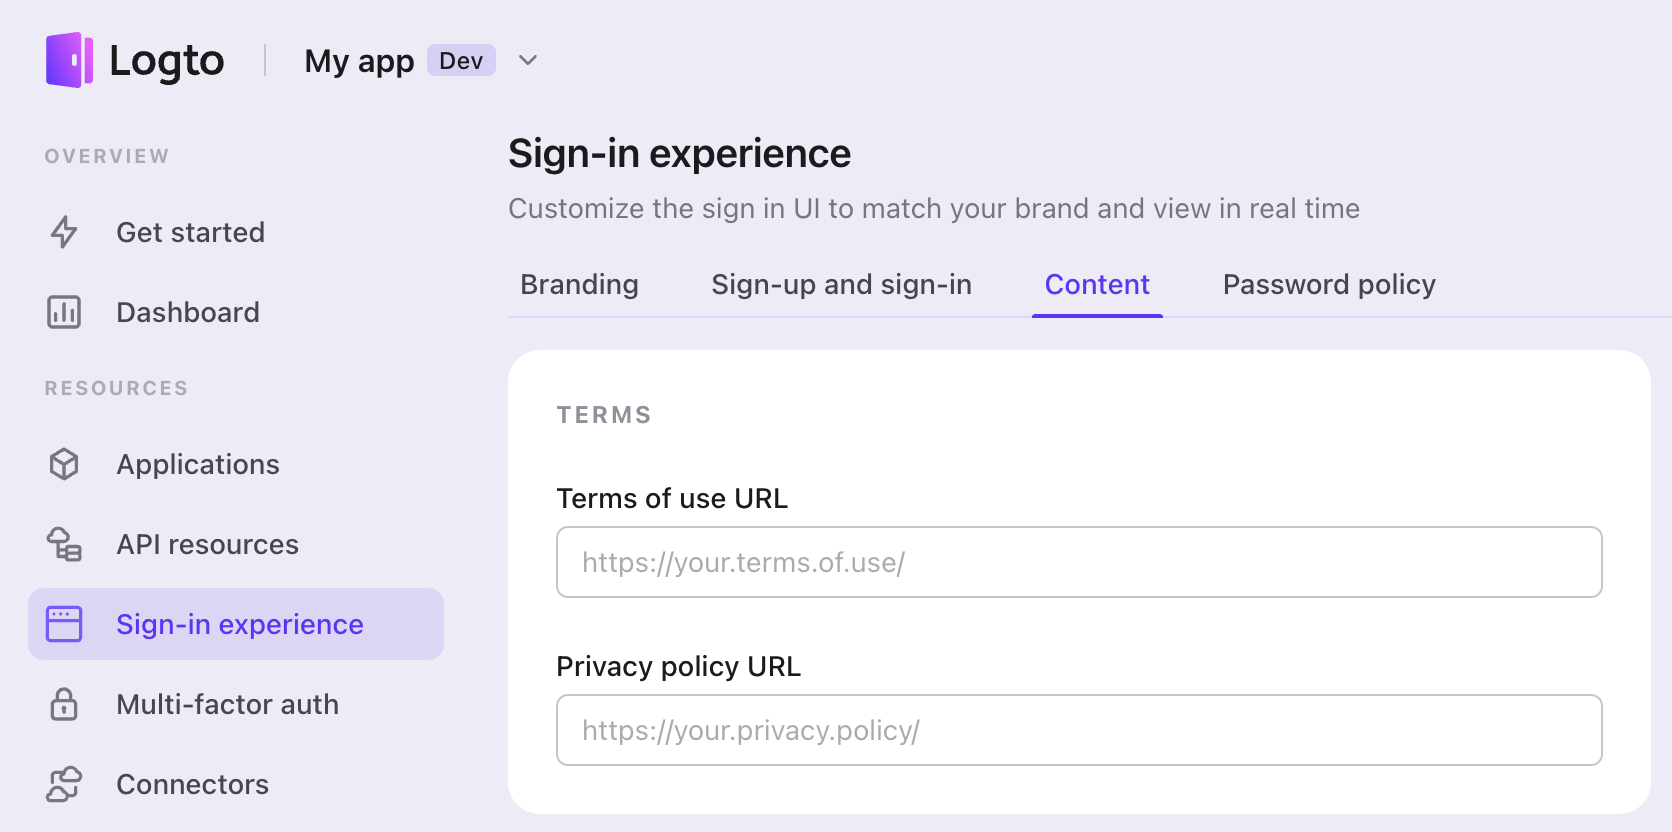 Logto
My app Dev
OVERVIEW
Get started
Dashboard
RESOURCES
Applications
API resources
Sign-in experience
Multi-factor auth
Connectors
Sign-in experience
Customize the sign in UI to match your brand and view in real time
Branding Sign-up and sign-in Content Password policy
TERMS
Terms of use URL
https://your.terms.of.use/
Privacy policy URL
https://your.privacy.policy/